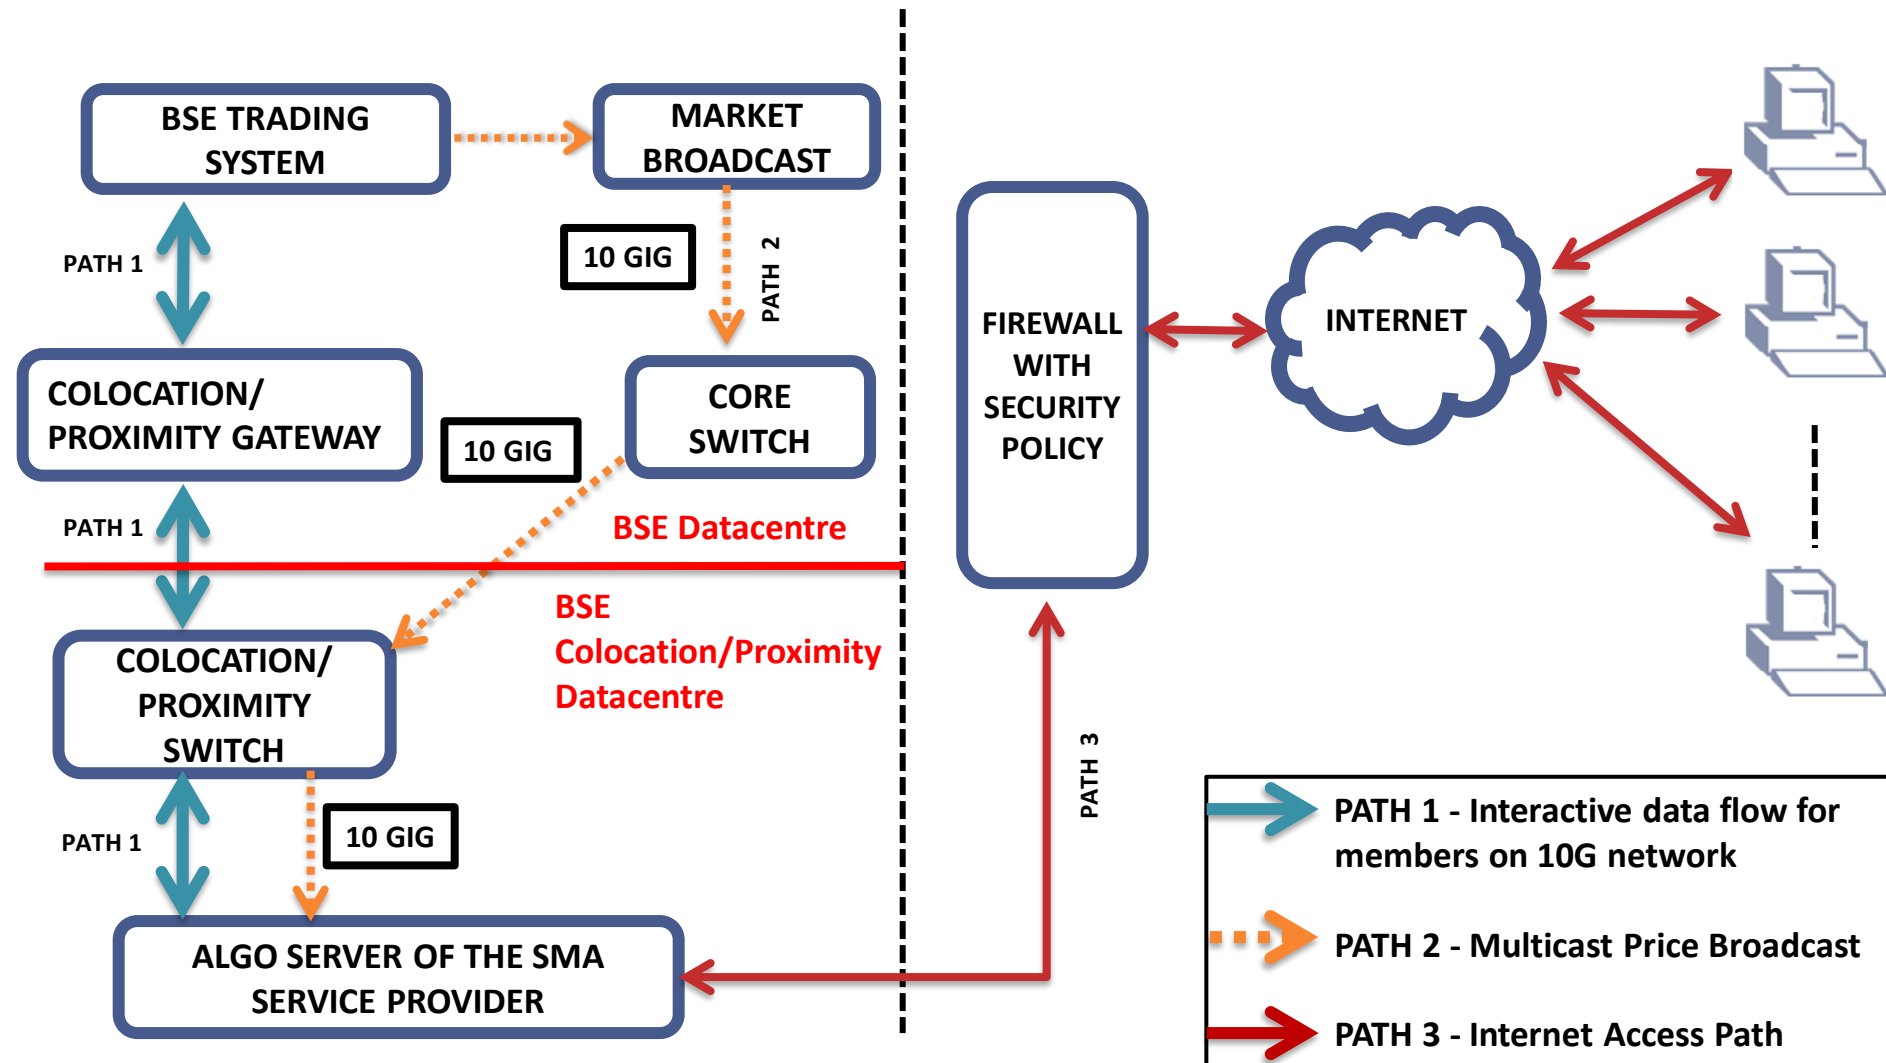 BSE TRADING
SYSTEM
MARKET
BROADCAST
PATH 1
10 GIG
PATH 2
COLOCATION/
PROXIMITY GATEWAY
10 GIG
CORE
SWITCH
PATH 1
BSE Datacentre
BSE
Colocation/Proximity
Datacentre
COLOCATION/
PROXIMITY
SWITCH
PATH 1
10 GIG
ALGO SERVER OF THE SMA
SERVICE PROVIDER
FIREWALL
WITH
SECURITY
POLICY
INTERNET
PATH 3
PATH 1 - Interactive data flow for
members on 10G network
PATH 2 - Multicast Price Broadcast
PATH 3 - Internet Access Path